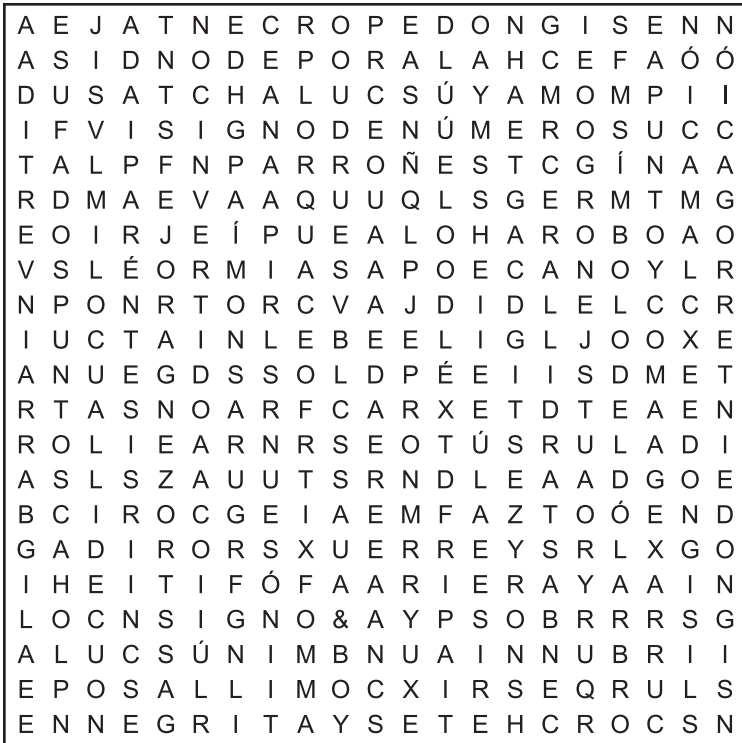 A E J A T N E C R O P E D O N G I S E N N
A S I D N O D E P O R A L A H C E F A Ó Ó
D U S A T C H A L U C S Ú Y A M O M P I I
I F V I S I G N O D E N Ú M E R O S U C C
T A L P F N P A R R O Ñ E S T C G Í N A A
R D M A E V A A Q U U Q L S G E R M T M G
E O I R J E Í P U E A L O H A R O B O A O
V S L É O R M I A S A P O E C A N O Y L R
N P O N R T O R C V A J D I D L E L C C R
I U C T A I N L E B E E L I G L J O O X E
A N U E G D S S O L D P É E I I S D M E T
R T A S N O A R F C A R X E T D T E A E N
R O L I E A R N R S E O T Ú S R U L A D I
A S L S Z A U U T S R N D L E A A D G O E
B C I R O C G E I A E M F A Z T O Ó E N D
G A D I R O R S X U E R R E Y S R L X G O
I H E I T I F Ó F A A R I E R A Y A A I N
L O C N S I G N O & A Y P S O B R R R S G
A L U C S Ú N I M B N U A I N N U B R I I
E P O S A L L I M O C X I R S E Q R U L S
E N N E G R I T A Y S E T E H C R O C S N